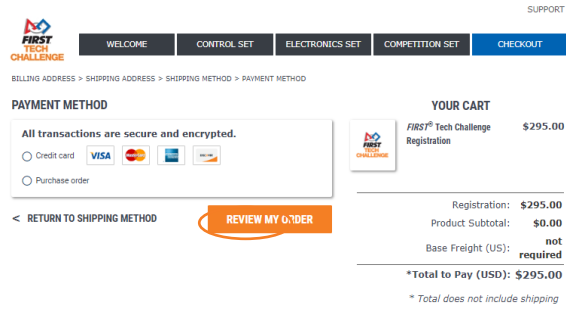 SUPPORT
FIRST
TECH
CHALLENGE
WELCOME
CONTROL SET
ELECTRONICS SET
COMPETITION SET
CHECKOUT
BILLING ADDRESS > SHIPPING ADDRESS > SHIPPING METHOD > PAYMENT METHOD
PAYMENT METHOD
All transactions are secure and encrypted.
Credit card VISA
Purchase order
< RETURN TO SHIPPING METHOD
REVIEW MY ORDER
YOUR CART
FIRST
TECH
CHALLENGE
FIRST® Tech Challenge $295.00
Registration
Registration: $295.00
Product Subtotal: $0.00
Base Freight (US): not
required
*Total to Pay (USD): $295.00
* Total does not include shipping